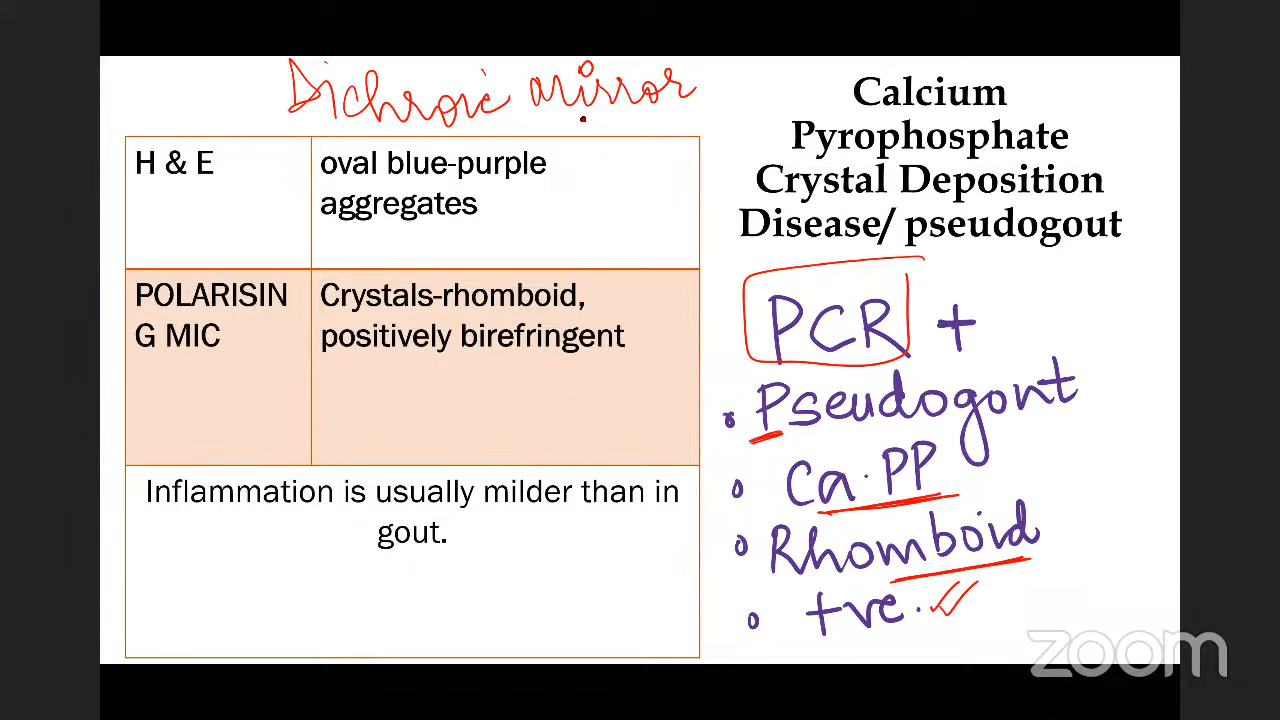 Dichroic mirror
H & E
oval blue-purple
aggregates
POLARISIN
G MIC
Crystals-rhomboid,
positively birefringent
Inflammation is usually milder than in
gout.
Calcium
Pyrophosphate
Crystal Deposition
Disease/ pseudogout
PCR +
Pseudogout
Ca. PP
Rhomboid
+ve.
zoom